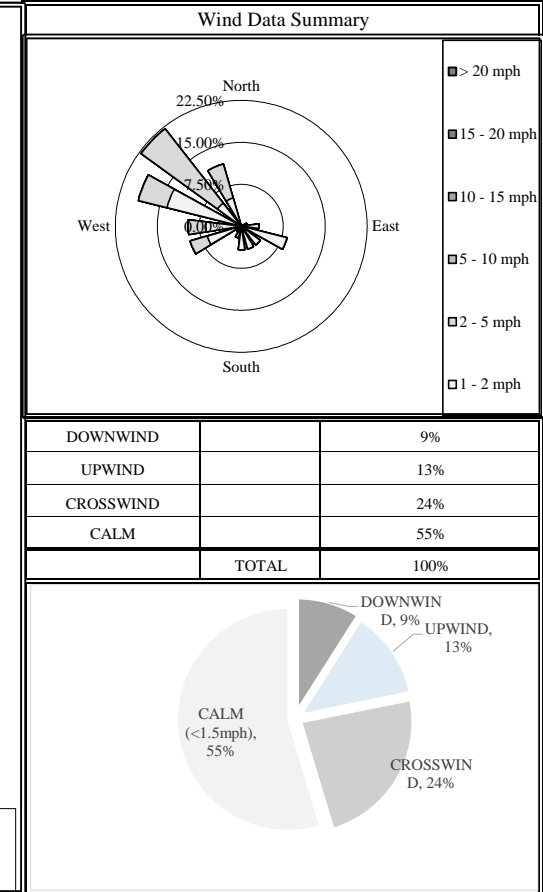 Wind Data Summary
North
22.50%
15.00%
7.50%
0.00%
West
East
South
> 20 mph
15 - 20 mph
10 - 15 mph
5 - 10 mph
2 - 5 mph
1 - 2 mph
DOWNWIND 9%
UPWIND 13%
CROSSWIND 24%
CALM 55%
TOTAL 100%
DOWNWIN
D, 9%
UPWIND,
13%
CALM
(<1.5mph),
55%
CROSSWIN
D, 24%